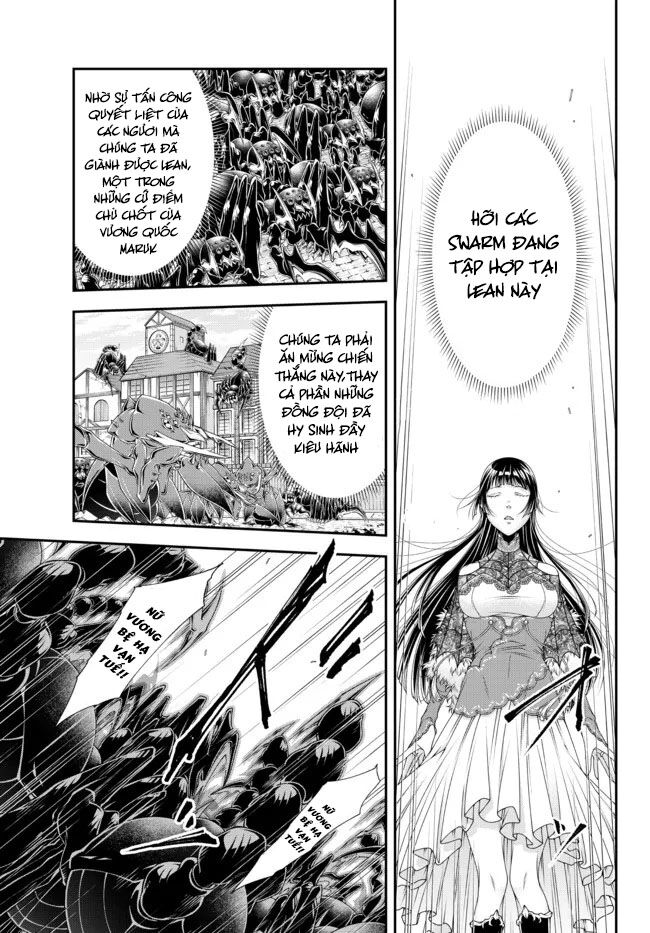 HỠI CÁC
SWARM ĐANG
TẬP HỢP TẠI
LEAN NÀY
NHỜ SỰ TẤN CÔNG
QUYẾT LIỆT CỦA
CÁC NGƯƠI MÀ
CHÚNG TA ĐÃ
GIÀNH ĐƯỢC LEAN,
MỘT TRONG
NHỮNG CỨ ĐIỂM
CHỦ CHỐT CỦA
VƯƠNG QUỐC
MARUK
CHÚNG TA PHẢI
ĂN MỪNG CHIẾN
THẮNG NÀY, THAY
CẢ PHẦN NHỮNG
ĐỒNG ĐỘI ĐÃ
HY SINH ĐẦY
KIÊU HÃNH
NỮ
VƯƠNG
BỆ HẠ
VẠN
TUẾ!!
NỮ
VƯƠNG
BỆ HẠ
VẠN
TUẾ!!